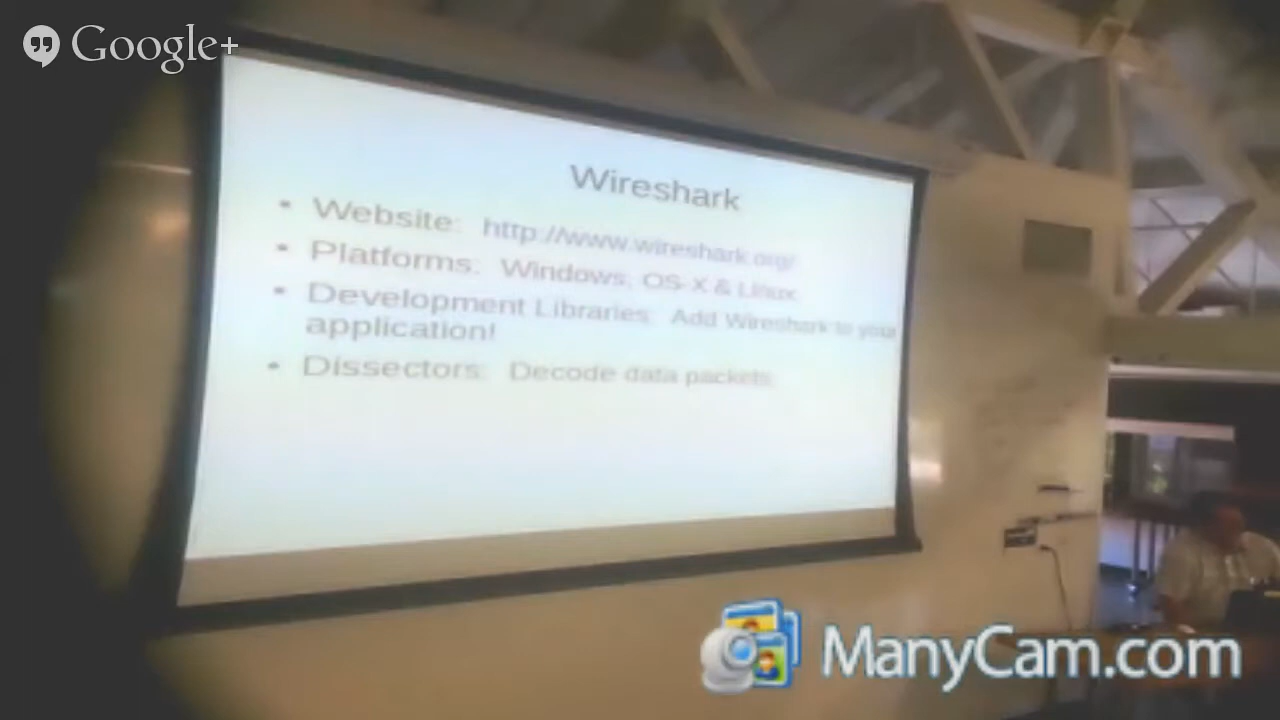 Google+
Wireshark
• Website: http://www.wireshark.org/
• Platforms: Windows, OS-X & Linux
• Development Libraries: Add Wireshark to your
application!
• Dissectors: Decode data packets
ManyCam.com